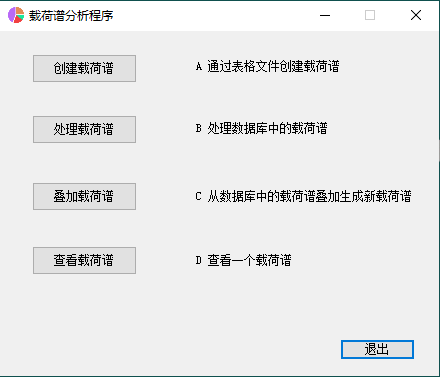 载荷谱分析程序
创建载荷谱 A 通过表格文件创建载荷谱
处理载荷谱 B 处理数据库中的载荷谱
叠加载荷谱 C 从数据库中的载荷谱叠加生成新载荷谱
查看载荷谱 D 查看一个载荷谱
退出